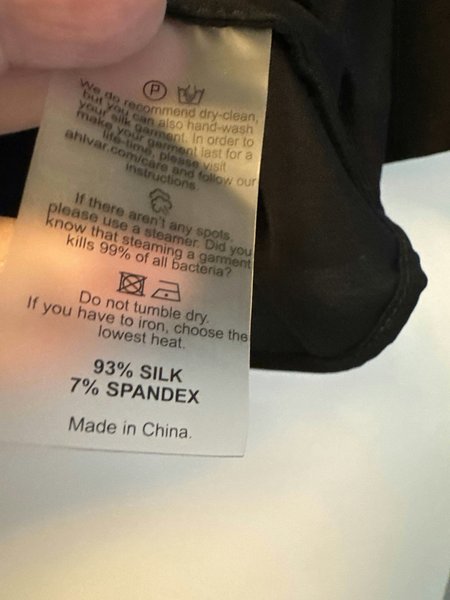 P
We do recommend dry-clean,
but you can also hand-wash
your silk garment. In order to
make your garment last for a
life-time, please visit
ahlvar.com/care and follow our
instructions.
If there aren't any spots,
please use a steamer. Did you
know that steaming a garment
kills 99% of all bacteria?
Do not tumble dry.
If you have to iron, choose the
lowest heat.
93% SILK
7% SPANDEX
Made in China.